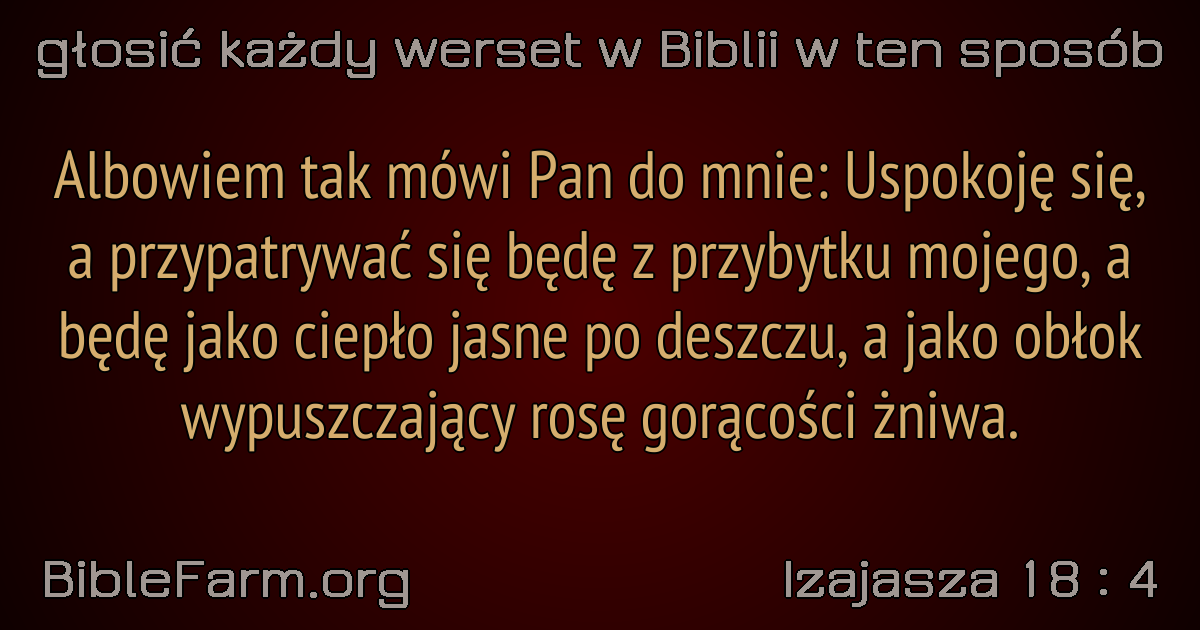 głosić każdy werset w Biblii w ten sposób
Albowiem tak mówi Pan do mnie: Uspokoję się,
a przypatrywać się będę z przybytku mojego, a
będę jako ciepło jasne po deszczu, a jako obłok
wypuszczający rosę gorącości żniwa.
BibleFarm.org
Izajasza 18 : 4